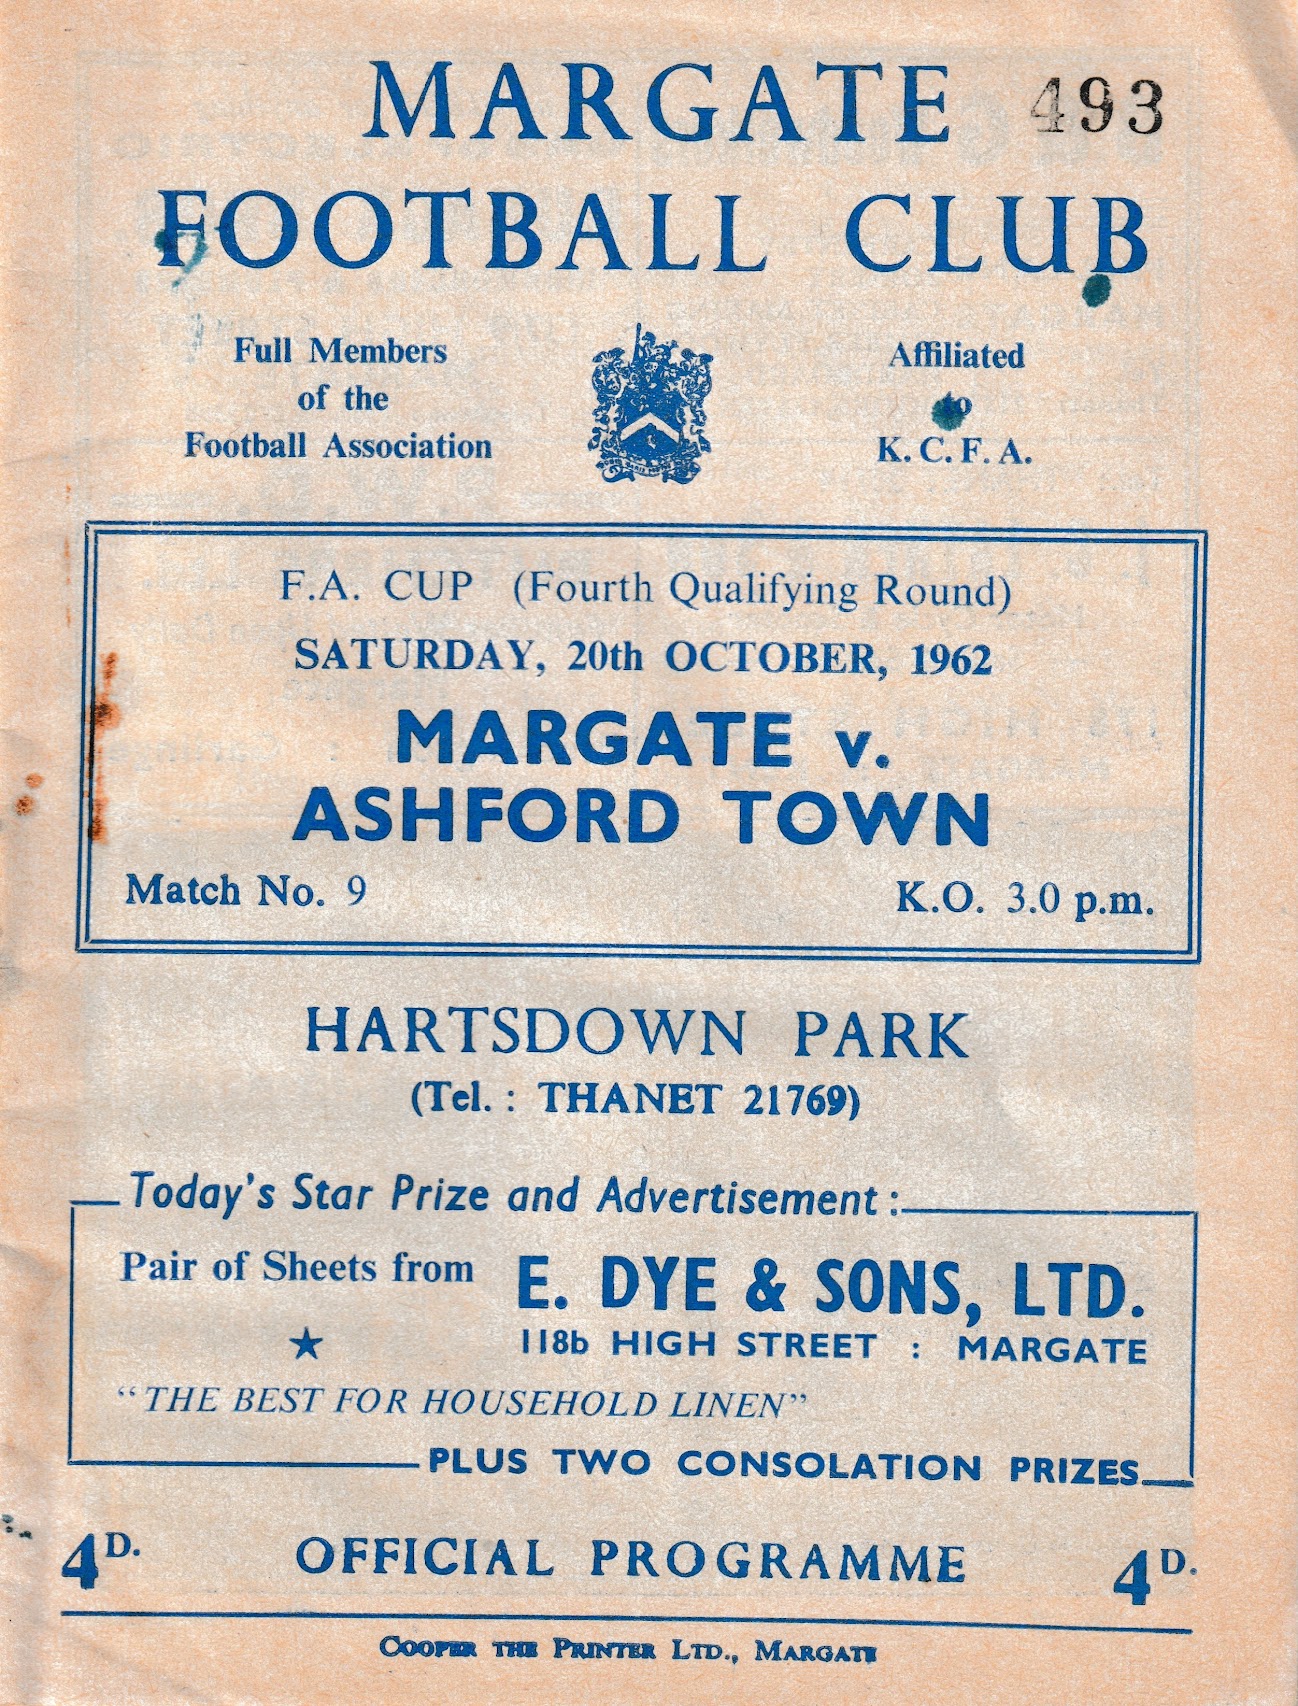 MARGATE 493
FOOTBALL CLUB
Full Members
of the
Football Association
Affiliated
to
K. C. F. A.
F.A. CUP (Fourth Qualifying Round)
SATURDAY, 20th OCTOBER, 1962
MARGATE v.
ASHFORD TOWN
Match No. 9 K.O. 3.0 p.m.
HARTSDOWN PARK
(Tel. : THANET 21769)
Today's Star Prize and Advertisement :
Pair of Sheets from E. DYE & SONS, LTD.
★ 118b HIGH STREET : MARGATE
"THE BEST FOR HOUSEHOLD LINEN"
PLUS TWO CONSOLATION PRIZES
4D. OFFICIAL PROGRAMME 4D.
COOPER THE PRINTER LTD., MARGATE